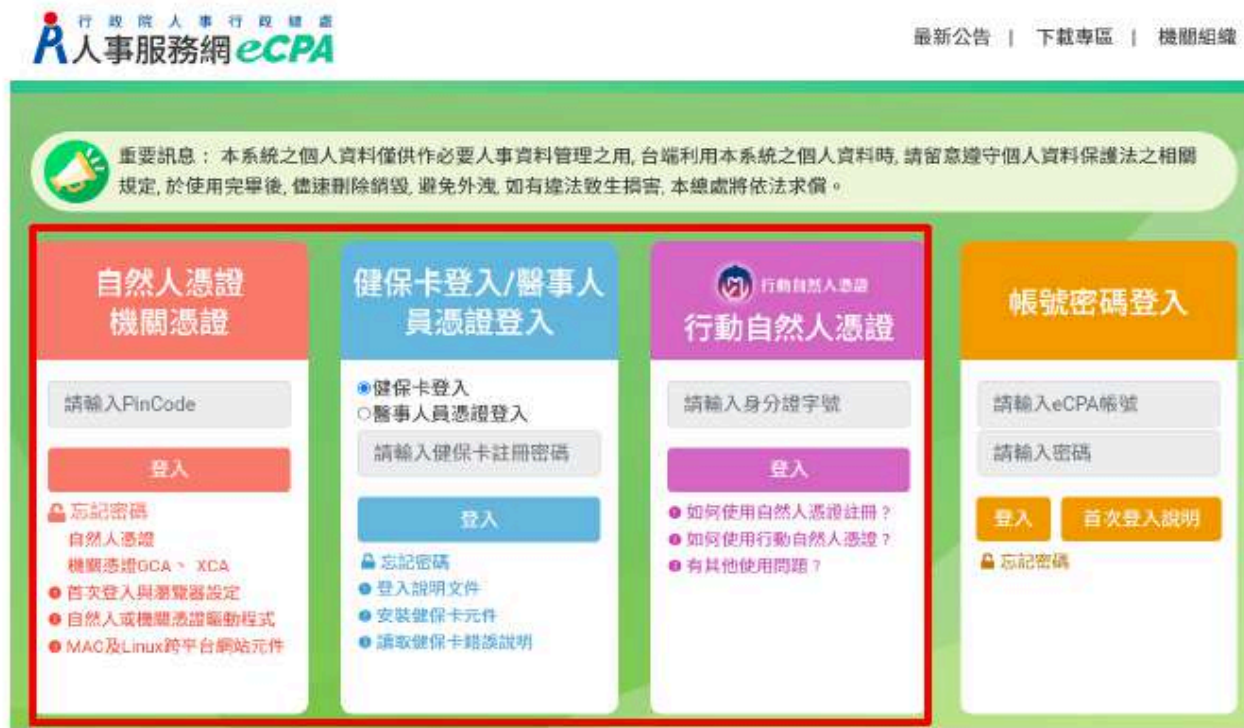 行政院人事行政總處
人事服務網eCPA
最新公告 | 下載專區 | 機關組織
重要訊息： 本系統之個人資料僅供作必要人事資料管理之用, 台端利用本系統之個人資料時, 請留意遵守個人資料保護法之相關
規定, 於使用完畢後, 儘速刪除銷毀, 避免外洩, 如有違法致生損害, 本總處將依法求償。
自然人憑證
機關憑證
請輸入PinCode
登入
忘記密碼
自然人憑證
機關憑證GCA、 XCA
首次登入與瀏覽器設定
自然人或機關憑證驅動程式
MAC及Linux跨平台網站元件
健保卡登入/醫事人
員憑證登入
健保卡登入
醫事人員憑證登入
請輸入健保卡註冊密碼
登入
忘記密碼
登入說明文件
安裝健保卡元件
讀取健保卡錯誤說明
行動自然人憑證
行動自然人憑證
請輸入身分證字號
登入
如何使用自然人憑證註冊？
如何使用行動自然人憑證？
有其他使用問題？
帳號密碼登入
請輸入eCPA帳號
請輸入密碼
登入 首次登入說明
忘記密碼